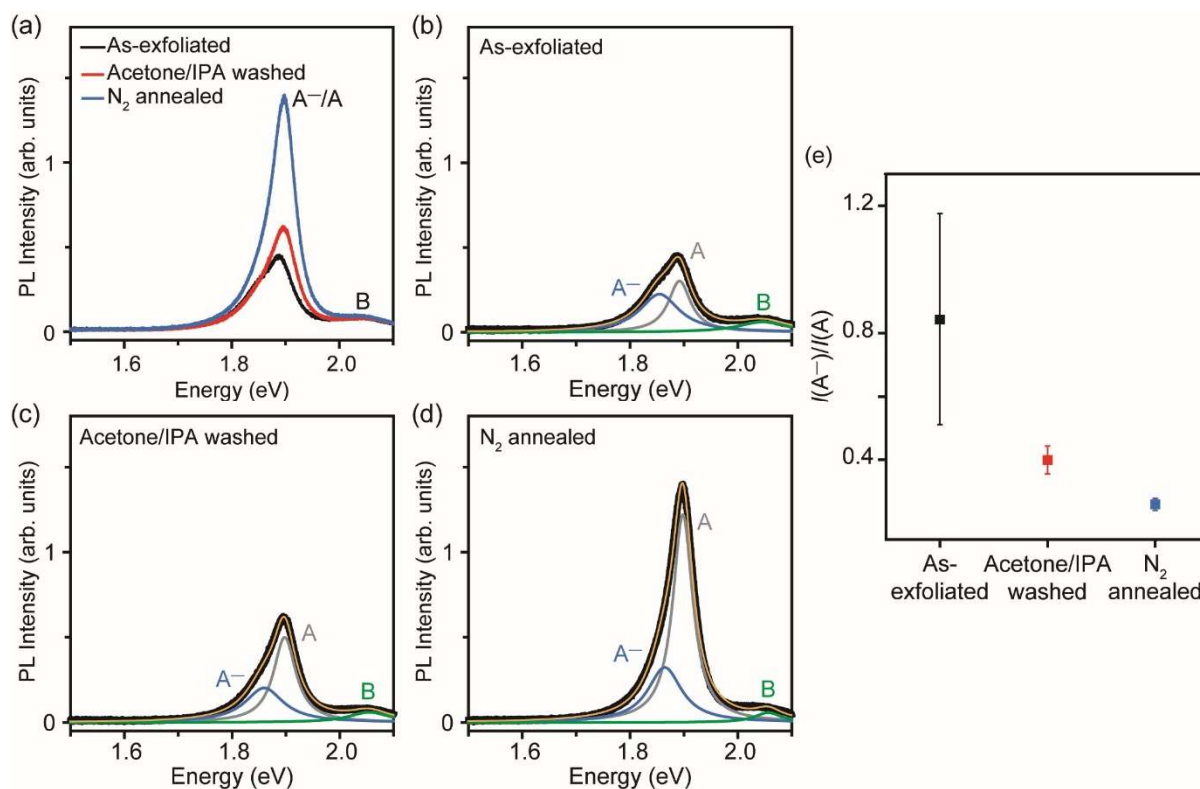 (a)
As-exfoliated
Acetone/IPA washed
N₂ annealed
A⁻/A
B
PL Intensity (arb. units)
1
0
1.6
1.8
2.0
Energy (eV)
(b)
As-exfoliated
A⁻
A
B
PL Intensity (arb. units)
1
0
1.6
1.8
2.0
Energy (eV)
(c)
Acetone/IPA washed
A⁻
A
B
PL Intensity (arb. units)
1
0
1.6
1.8
2.0
Energy (eV)
(d)
N₂ annealed
A⁻
A
B
PL Intensity (arb. units)
1
0
1.6
1.8
2.0
Energy (eV)
(e)
I(A⁻)/I(A)
1.2
0.8
0.4
As-
exfoliated
Acetone/IPA
washed
N₂
annealed